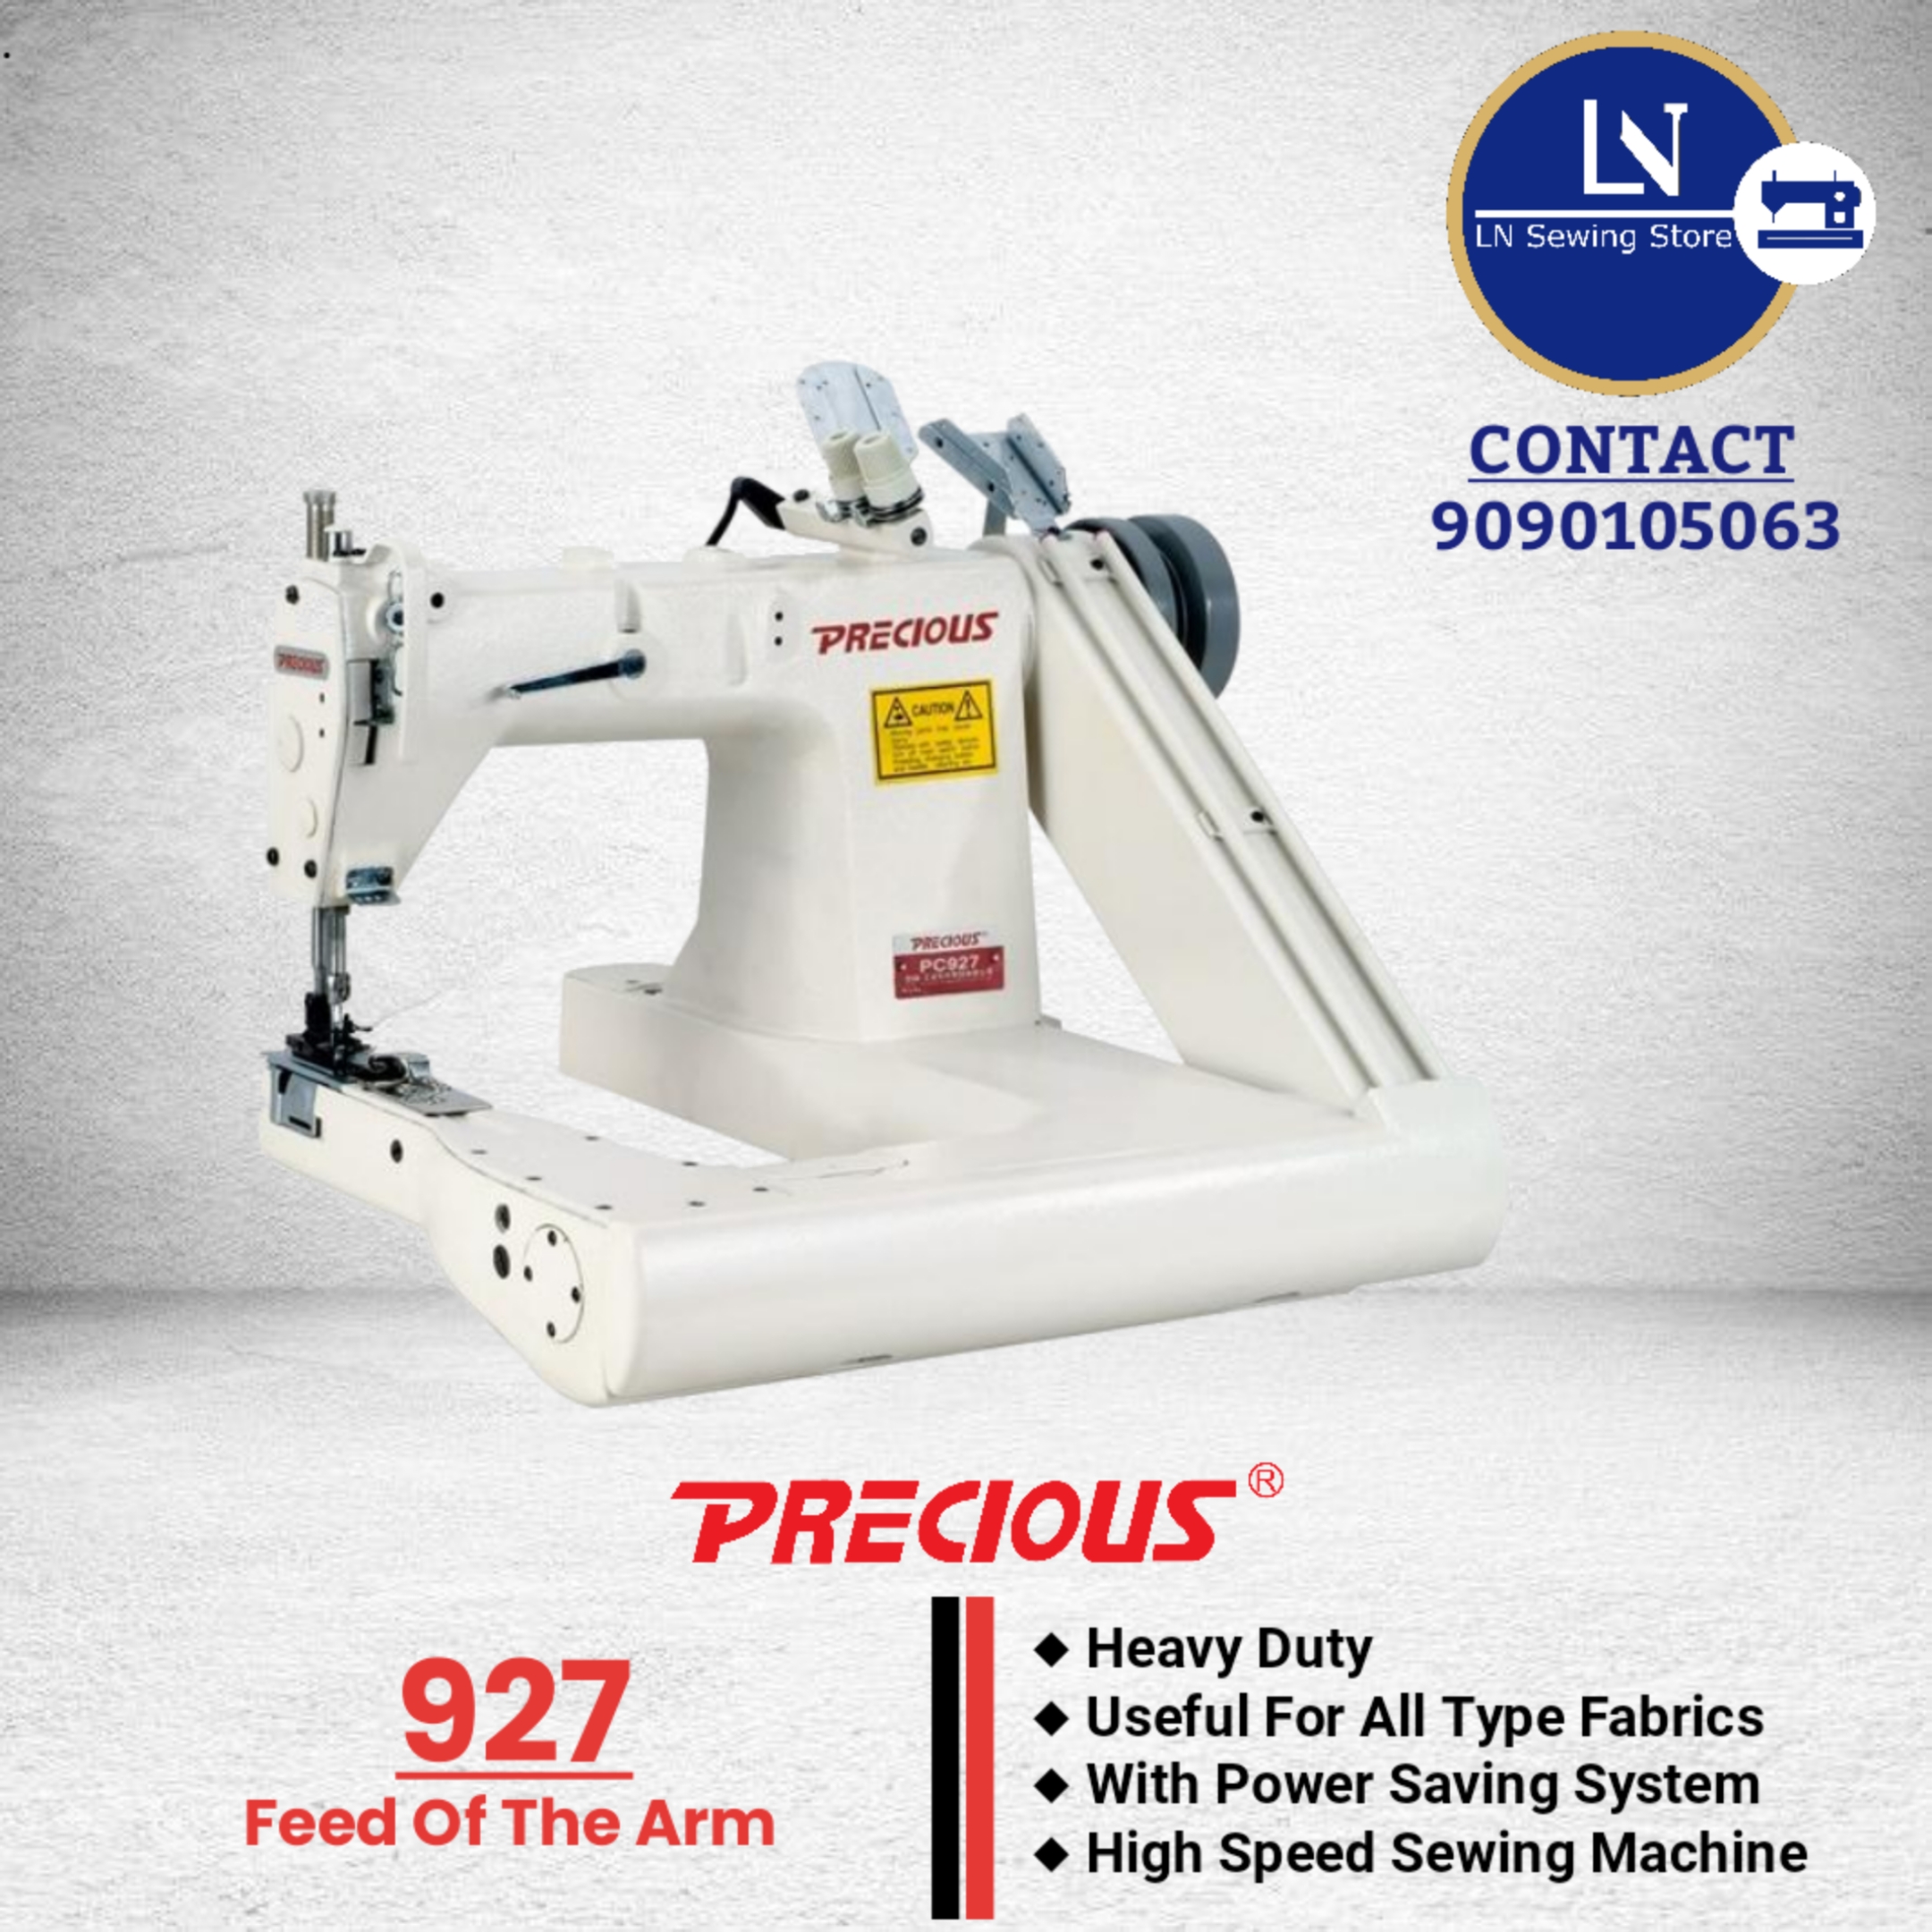 LN
LN Sewing Store
CONTACT
9090105063
PRECIOUS
PRECIOUS
CAUTION
PRECIOUS
PC927
PRECIOUS®
927
Feed Of The Arm
◆ Heavy Duty
◆ Useful For All Type Fabrics
◆ With Power Saving System
◆ High Speed Sewing Machine